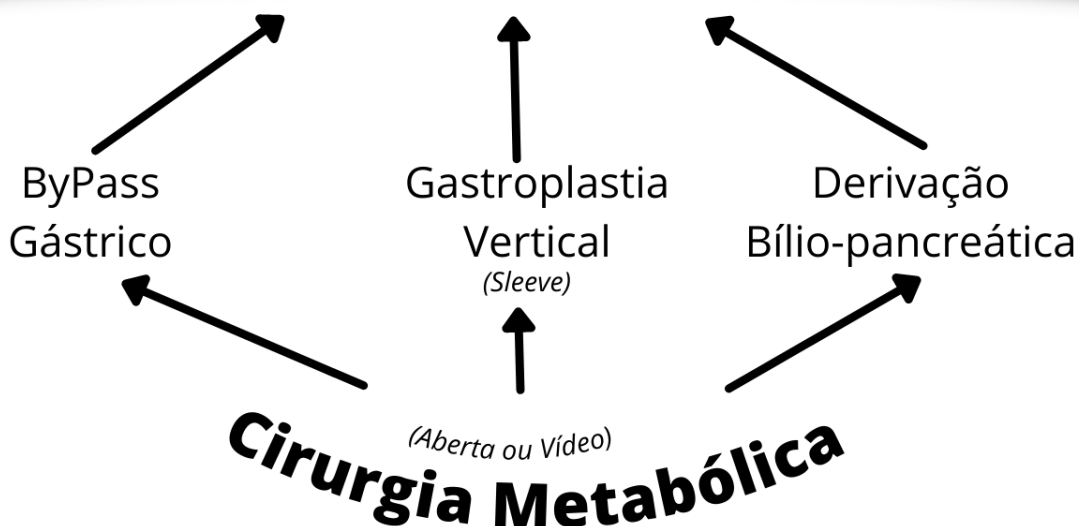 ByPass
Gástrico
Gastroplastia
Vertical
(Sleeve)
Derivação
Bílio-pancreática
(Aberta ou Vídeo)
Cirurgia Metabólica